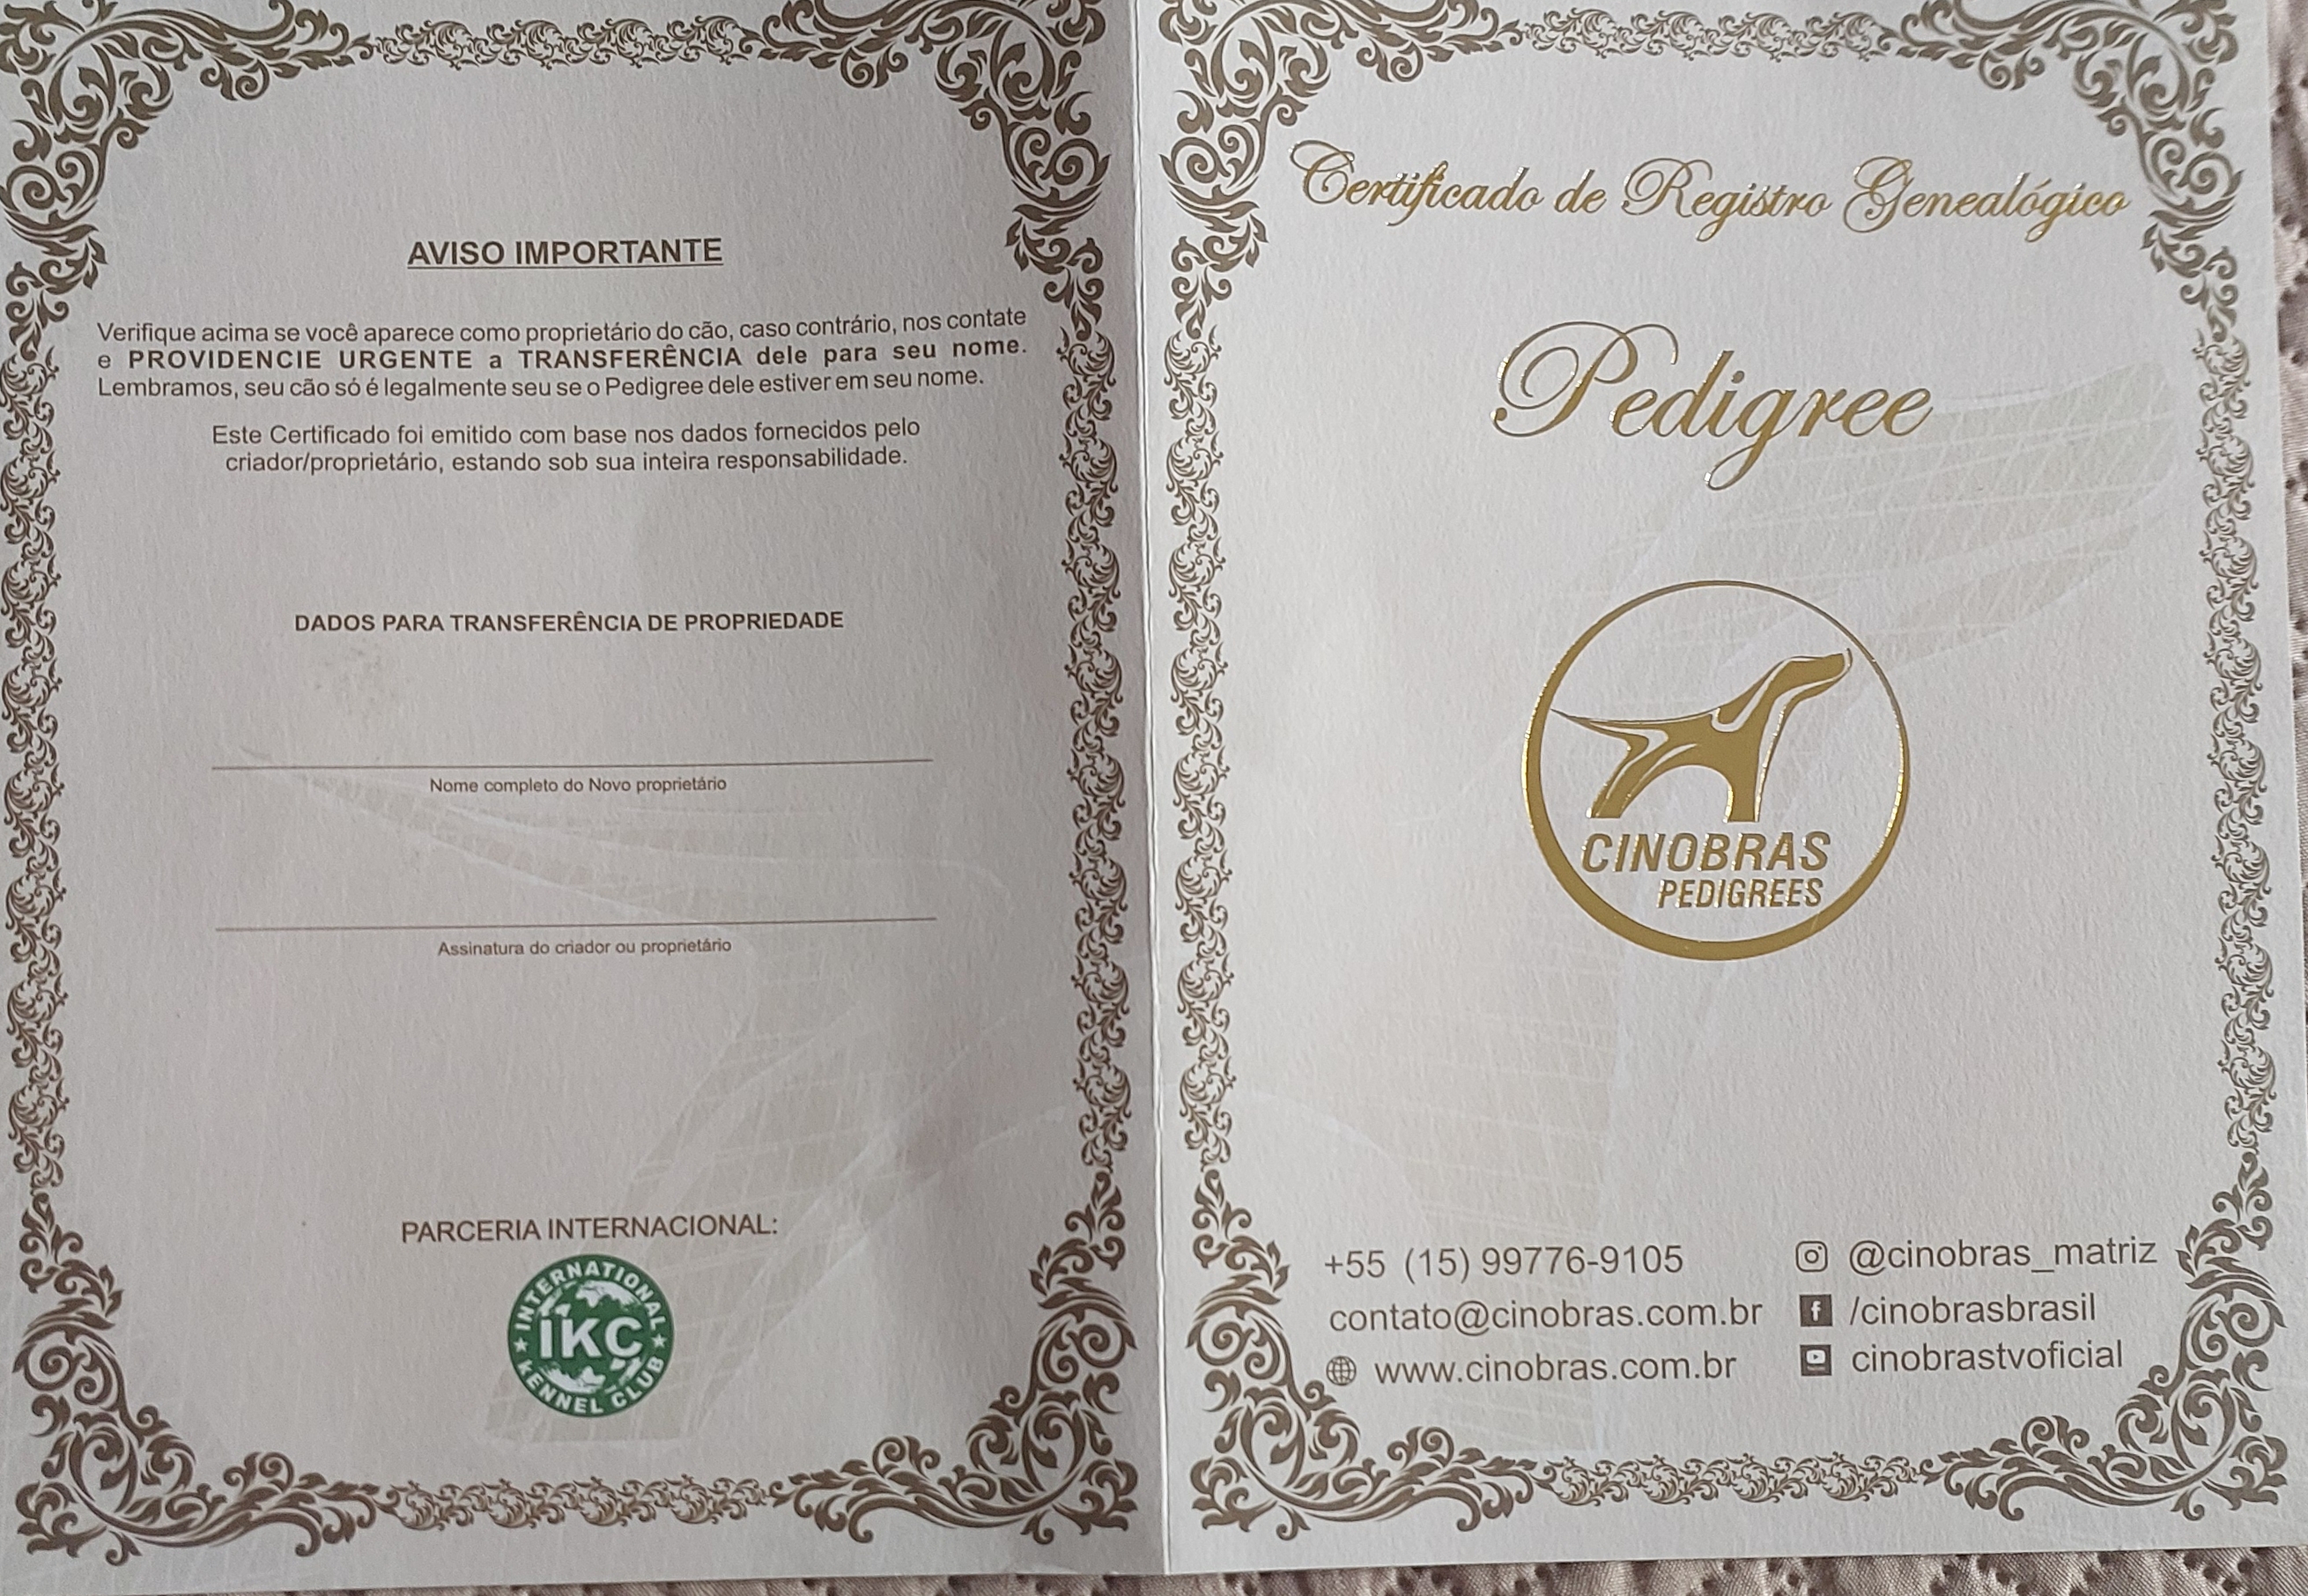 AVISO IMPORTANTE
Verifique acima se você aparece como proprietário do cão, caso contrário, nos contate
e PROVIDENCIE URGENTE a TRANSFERÊNCIA dele para seu nome.
Lembramos, seu cão só é legalmente seu se o Pedigree dele estiver em seu nome.
Este Certificado foi emitido com base nos dados fornecidos pelo
criador/proprietário, estando sob sua inteira responsabilidade.
DADOS PARA TRANSFERÊNCIA DE PROPRIEDADE
Nome completo do Novo proprietário
Assinatura do criador ou proprietário
PARCERIA INTERNACIONAL:
INTERNATIONAL
IKC
KENNEL CLUB
Certificado de Registro Genealógico
Pedigree
CINOBRAS
PEDIGREES
+55 (15) 99776-9105
contato@cinobras.com.br
www.cinobras.com.br
@cinobras_matriz
/cinobrasbrasil
cinobrastvoficial